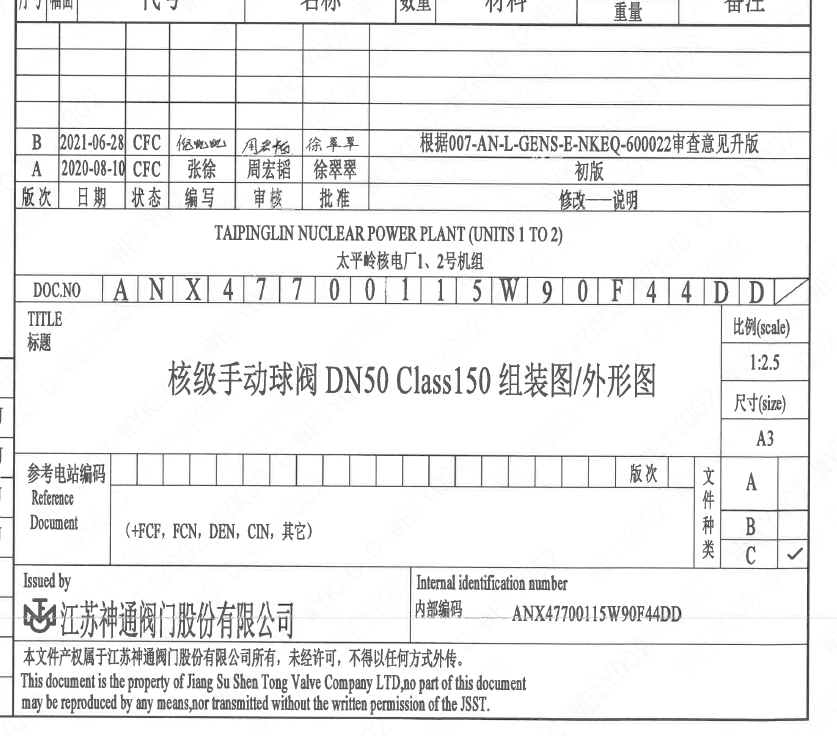 序号 幅面 代号 名称 数量 材料 重量 备注
B 2021-06-28 CFC 周宏韬 徐翠翠 根据007-AN-L-GENS-E-NKEQ-600022审查意见升版
A 2020-08-10 CFC 张徐 周宏韬 徐翠翠 初版
版次 日期 状态 编写 审核 批准 修改——说明
TAIPINGLIN NUCLEAR POWER PLANT (UNITS 1 TO 2)
太平岭核电厂1、2号机组
DOC.NO A N X 4 7 7 0 0 1 1 5 W 9 0 F 4 4 D D
TITLE
标题
比例(scale)
1:2.5
核级手动球阀 DN50 Class150 组装图/外形图
尺寸(size)
A3
参考电站编码 版次
Reference
Document
(+FCF, FCN, DEN, CIN, 其它)
文件种类
A
B
C ✓
Issued by
江苏神通阀门股份有限公司
Internal identification number
内部编码 ANX47700115W90F44DD
本文件产权属于江苏神通阀门股份有限公司所有，未经许可，不得以任何方式外传。
This document is the property of Jiang Su Shen Tong Valve Company LTD,no part of this document
may be reproduced by any means,nor transmitted without the written permission of the JSST.